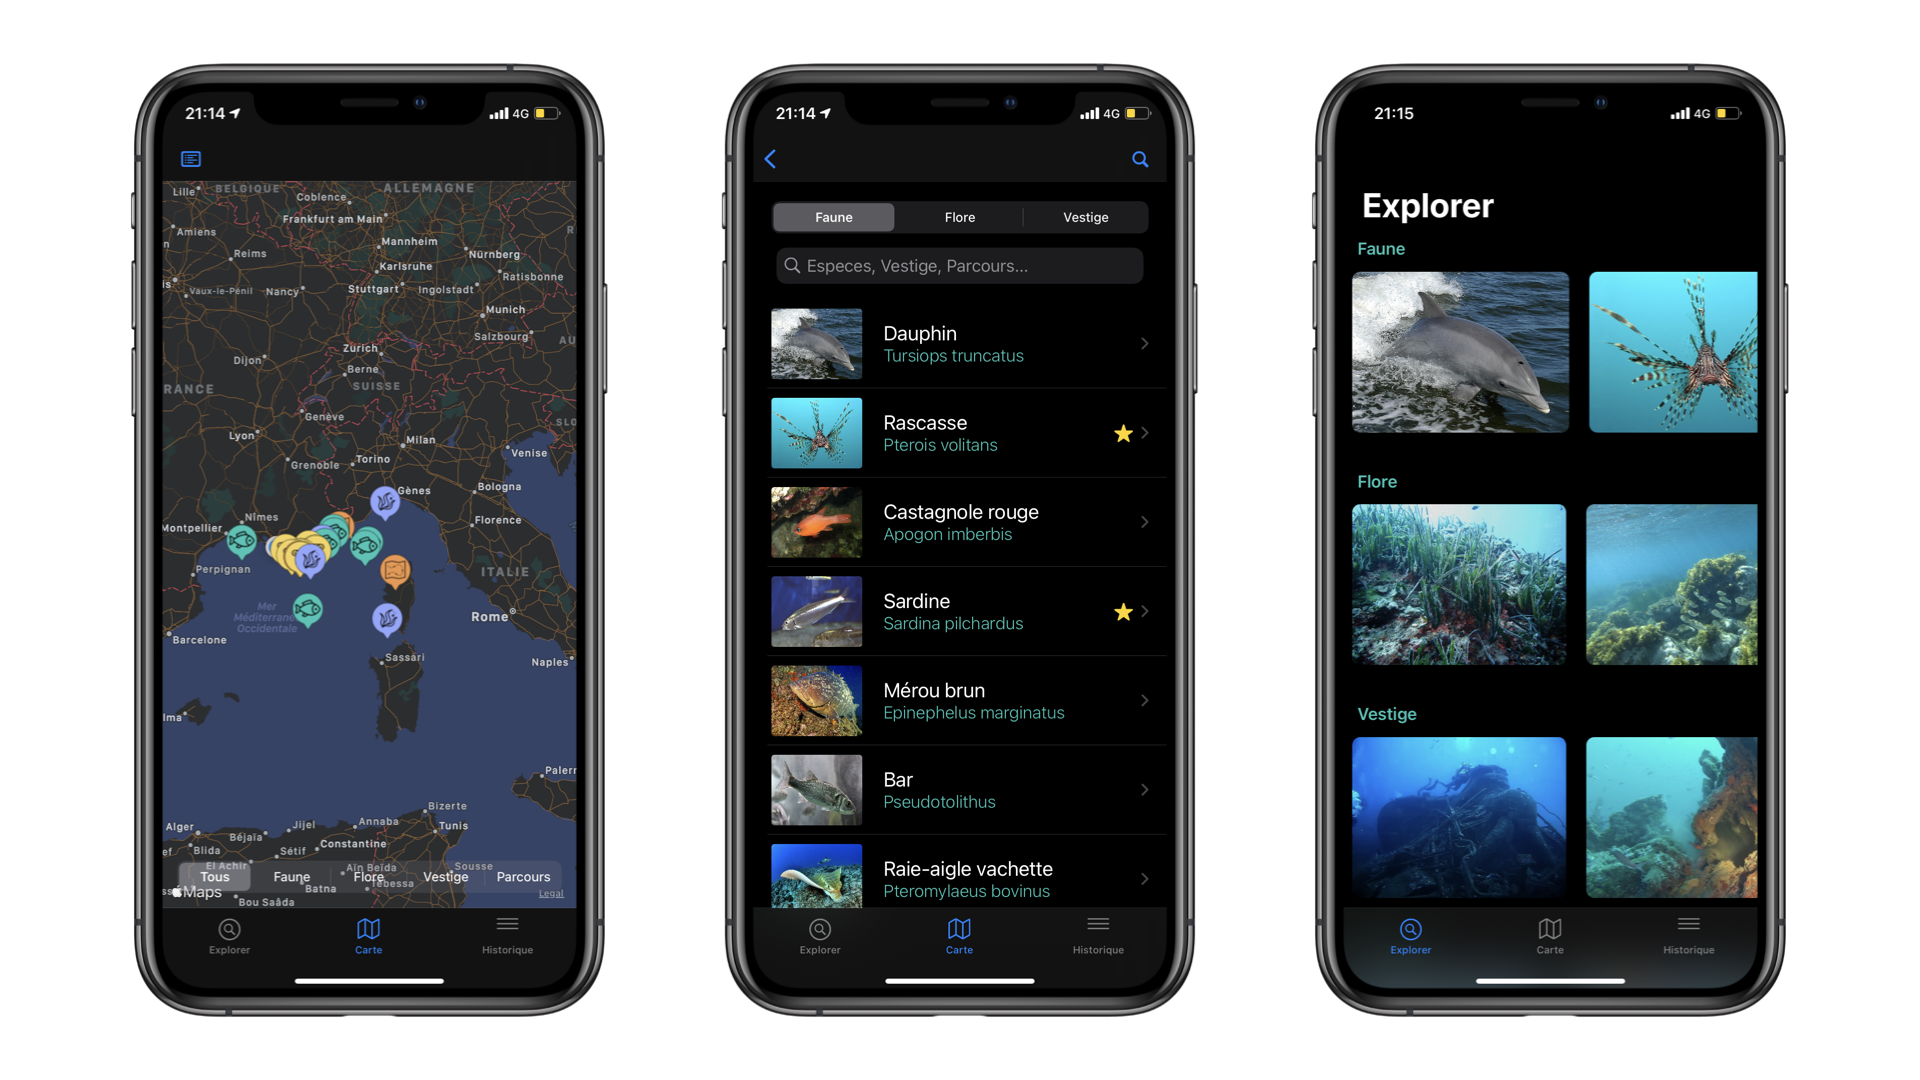 21:14
4G
Lille
BELGIQUE
ALLEMAGNE
Coblence
Frankfurt am Main
Amiens
Mannheim
Reims
Nürnberg
Karlsruhe
Ratisbonne
Vaux-le-Pénil
Nancy
Stuttgart
Ingolstadt
Munich
Salzbourg
Zurich
AU
Dijon
Berne
SUISSE
RANCE
Genève
SLO
Lyon
Milan
Venise
Grenoble
Torino
Gênes
Bologna
Nîmes
Florence
Montpellier
Perpignan
ITALIE
Mer
Méditerrane
Occidentale
Rome
Barcelone
Sassari
Naples
lma
Palerr
Bizerte
Alger
Jijel
Annaba
Tunis
Béjaïa
Blida
Sétif
Constantine
El Achir
Aïn Beïda
Sousse
Tous
Faune
Flore
Vestige
Parcours
Maps
Batna
Tébessa
Legal
Bou Saâda
Explorer
Carte
Historique
21:14
4G
Faune
Flore
Vestige
Especes, Vestige, Parcours...
Dauphin
Tursiops truncatus
Rascasse
Pterois volitans
Castagnole rouge
Apogon imberbis
Sardine
Sardina pilchardus
Mérou brun
Epinephelus marginatus
Bar
Pseudotolithus
Raie-aigle vachette
Pteromylaeus bovinus
Explorer
Carte
Historique
21:15
4G
Explorer
Faune
Flore
Vestige
Explorer
Carte
Historique